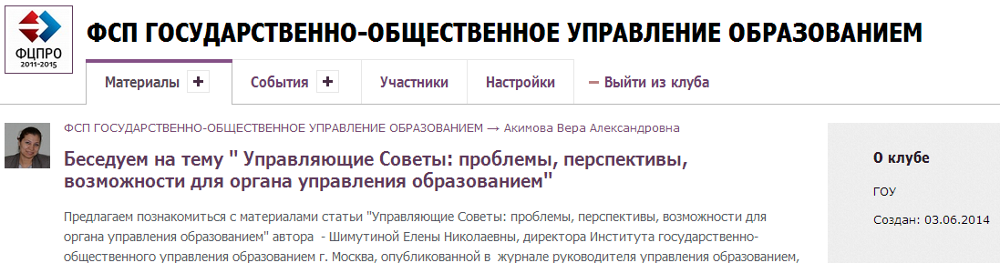 ФЦПРО
2011-2015
ФСП ГОСУДАРСТВЕННО-ОБЩЕСТВЕННОЕ УПРАВЛЕНИЕ ОБРАЗОВАНИЕМ
Материалы + События + Участники Настройки − Выйти из клуба
ФСП ГОСУДАРСТВЕННО-ОБЩЕСТВЕННОЕ УПРАВЛЕНИЕ ОБРАЗОВАНИЕМ → Акимова Вера Александровна
Беседуем на тему " Управляющие Советы: проблемы, перспективы,
возможности для органа управления образованием"
Предлагаем познакомиться с материалами статьи "Управляющие Советы: проблемы, перспективы, возможности для
органа управления образованием" автора - Шимутиной Елены Николаевны, директора Института государственно-
общественного управления образованием г. Москва, опубликованной в журнале руководителя управления образованием,
О клубе
ГОУ
Создан: 03.06.2014